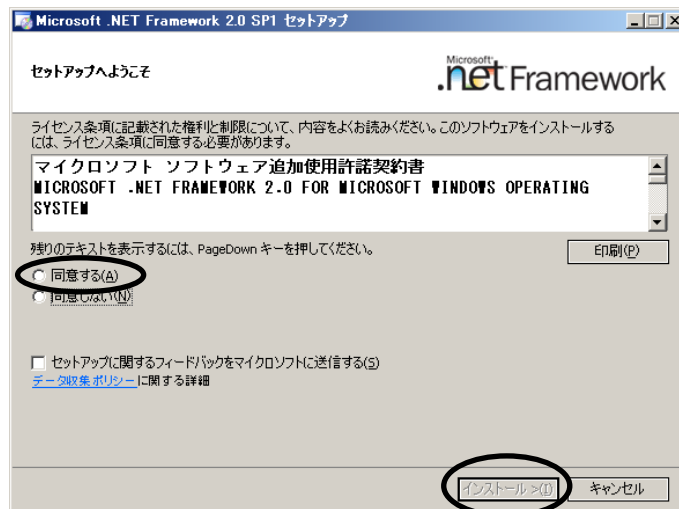 Microsoft .NET Framework 2.0 SP1 セットアップ
セットアップへようこそ
Microsoft
.net Framework
ライセンス条項に記載された権利と制限について、内容をよくお読みください。このソフトウェアをインストールする
には、ライセンス条項に同意する必要があります。
マイクロソフト ソフトウェア追加使用許諾契約書
MICROSOFT .NET FRAMEWORK 2.0 FOR MICROSOFT WINDOWS OPERATING
SYSTEM
残りのテキストを表示するには、PageDown キーを押してください。
印刷(P)
同意する(A)
同意しない(N)
セットアップに関するフィードバックをマイクロソフトに送信する(S)
データ収集ポリシーに関する詳細
インストール >(I)
キャンセル